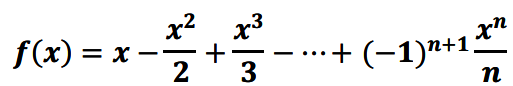 f(x) = x − x²/2 + x³/3 − ⋯ + (−1)ⁿ⁺¹ xⁿ/n